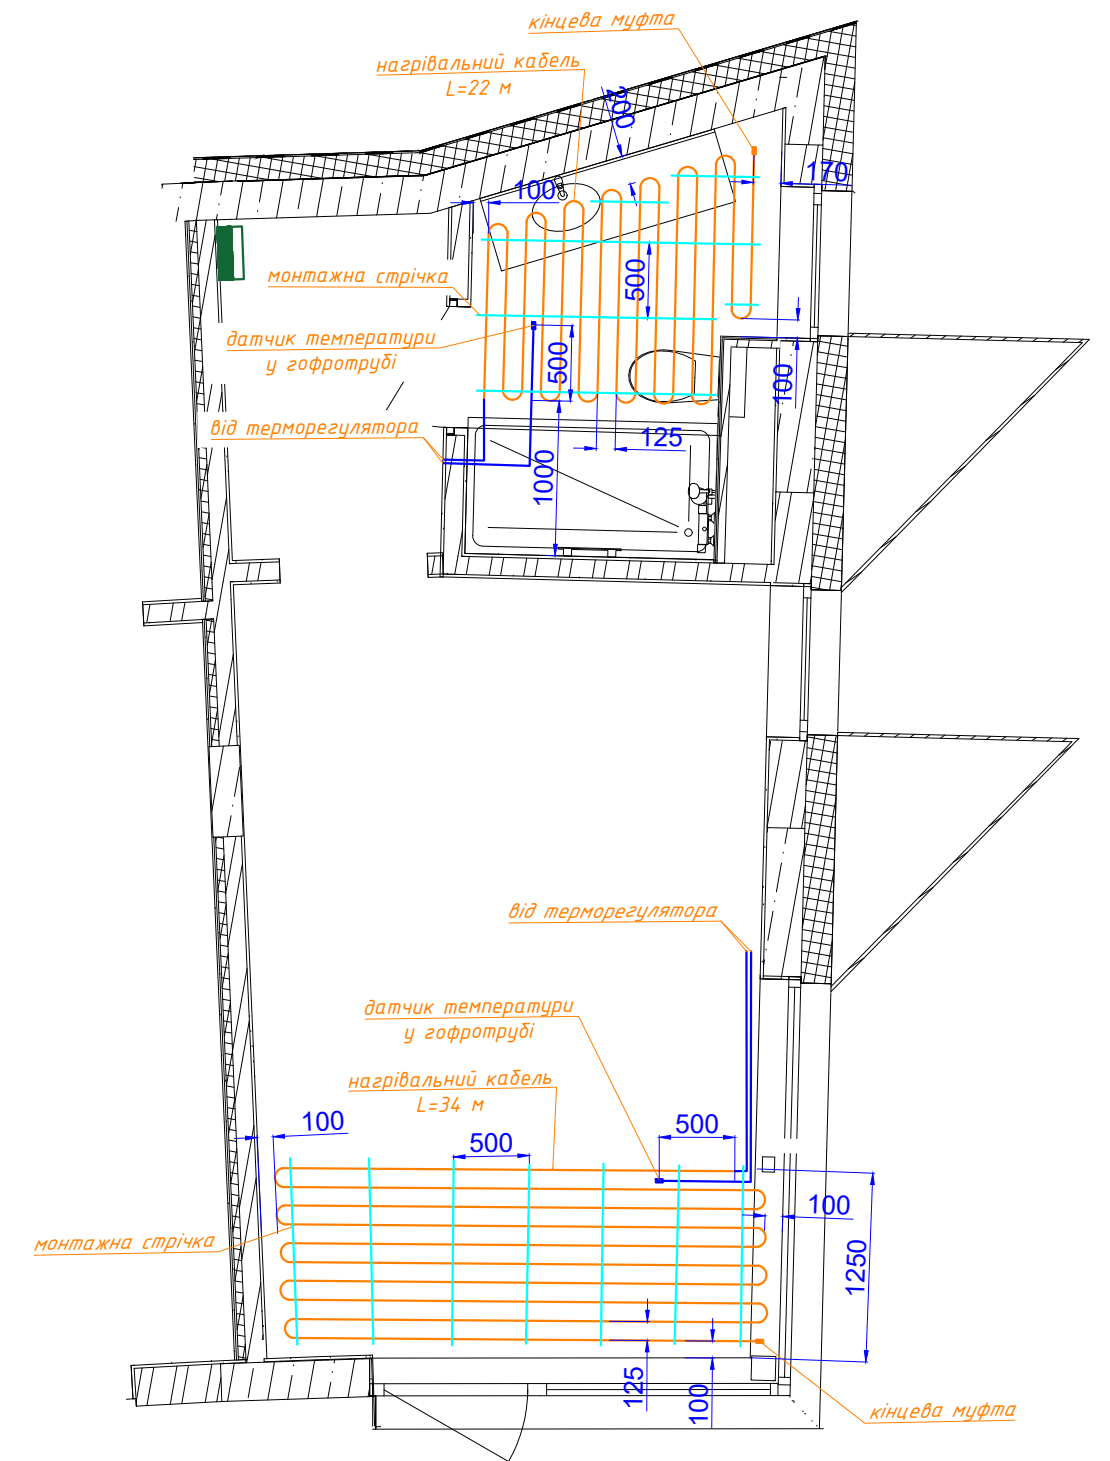 кінцева муфта
нагрівальний кабель
L=22 м
200
170
100
монтажна стрічка
500
датчик температури
у гофротрубі
500
100
від терморегулятора
125
1000
від терморегулятора
датчик температури
у гофротрубі
нагрівальний кабель
L=34 м
100
500
500
100
монтажна стрічка
1250
125
100
кінцева муфта